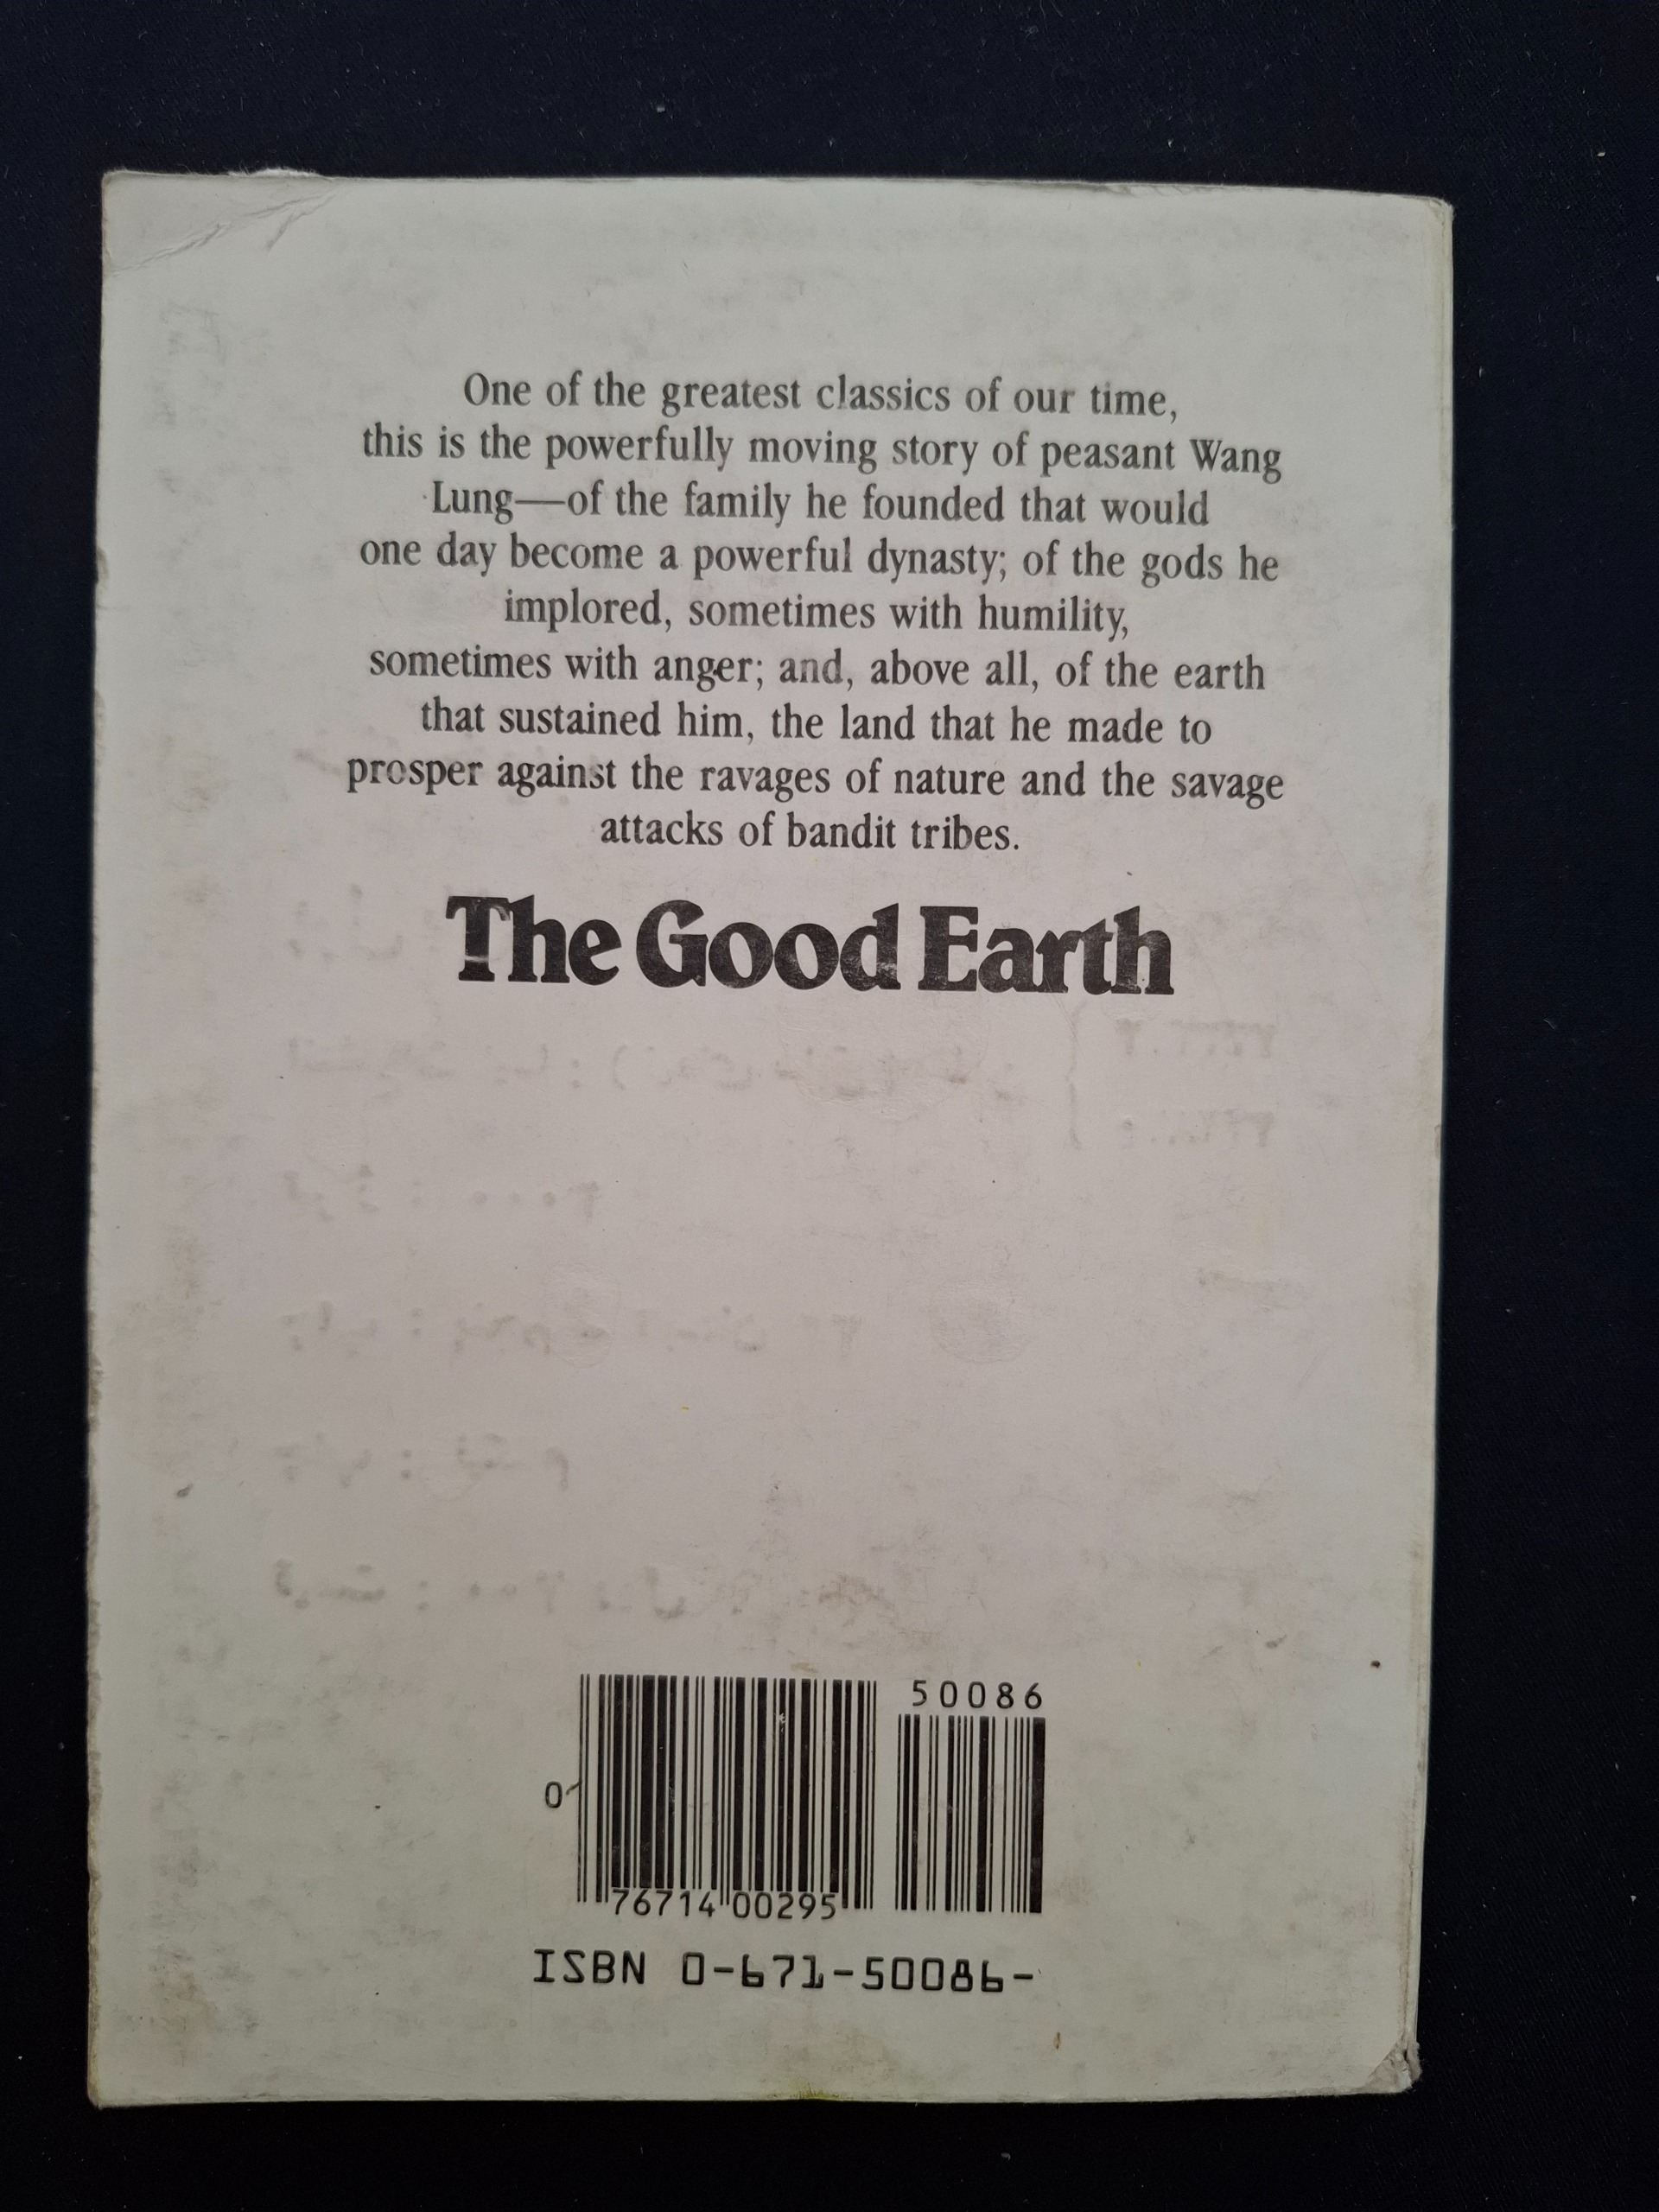 One of the greatest classics of our time,
this is the powerfully moving story of peasant Wang
Lung—of the family he founded that would
one day become a powerful dynasty; of the gods he
implored, sometimes with humility,
sometimes with anger; and, above all, of the earth
that sustained him, the land that he made to
prosper against the ravages of nature and the savage
attacks of bandit tribes.
The Good Earth
50086
0
76714 00295
ISBN 0-671-50086-